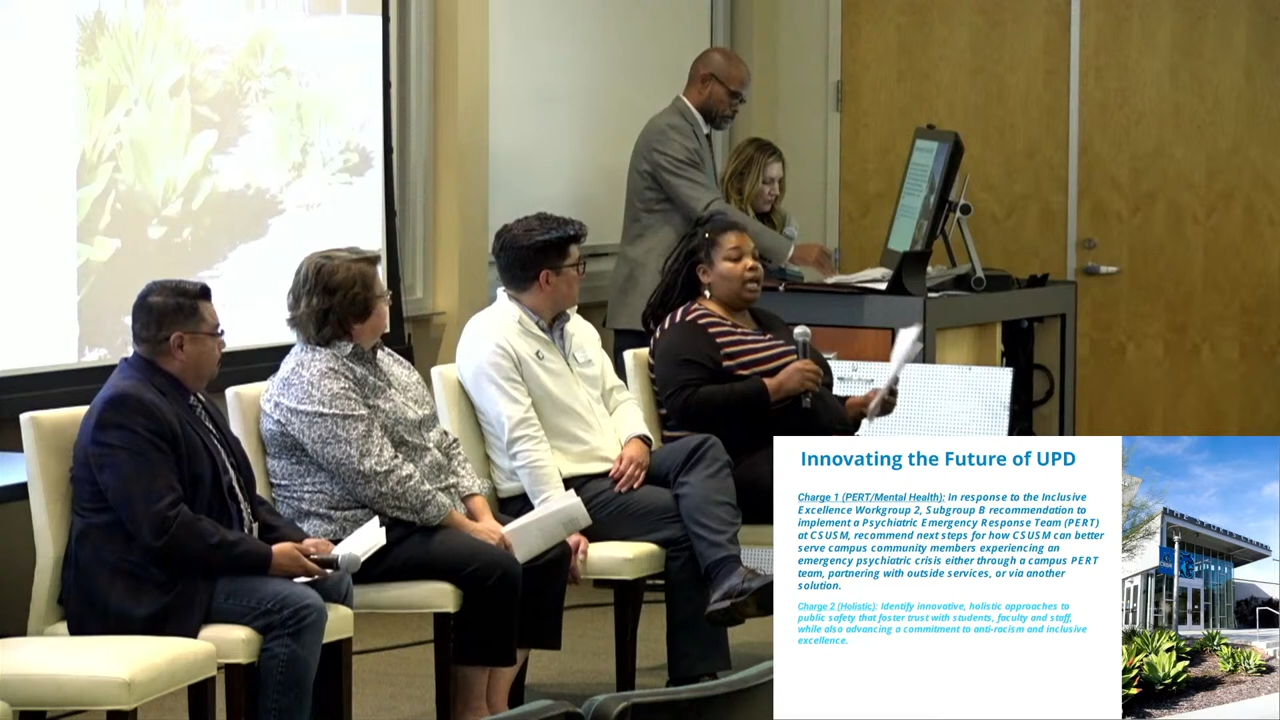 Innovating the Future of UPD
Charge 1 (PERT/Mental Health): In response to the Inclusive
Excellence Workgroup 2, Subgroup B recommendation to
implement a Psychiatric Emergency Response Team (PERT)
at CSUSM, recommend next steps for how CSUSM can better
serve campus community members experiencing an
emergency psychiatric crisis either through a campus PERT
team, partnering with outside services, or via another
solution.
Charge 2 (Holistic): Identify innovative, holistic approaches to
public safety that foster trust with students, faculty and staff,
while also advancing a commitment to anti-racism and inclusive
excellence.